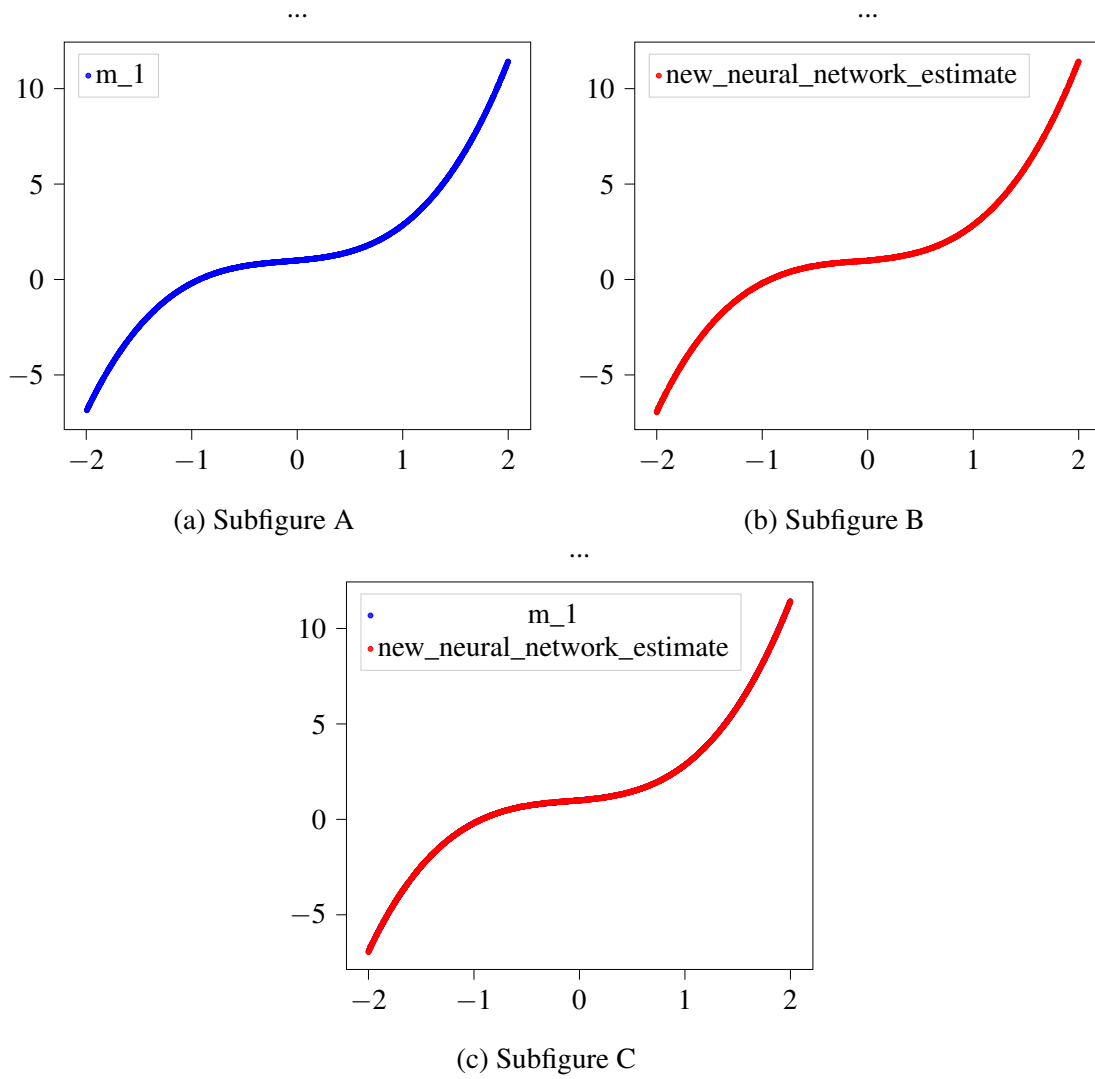 ...
m_1
10
5
0
−5
−2 −1 0 1 2
(a) Subfigure A
...
new_neural_network_estimate
10
5
0
−5
−2 −1 0 1 2
(b) Subfigure B
...
m_1
new_neural_network_estimate
10
5
0
−5
−2 −1 0 1 2
(c) Subfigure C